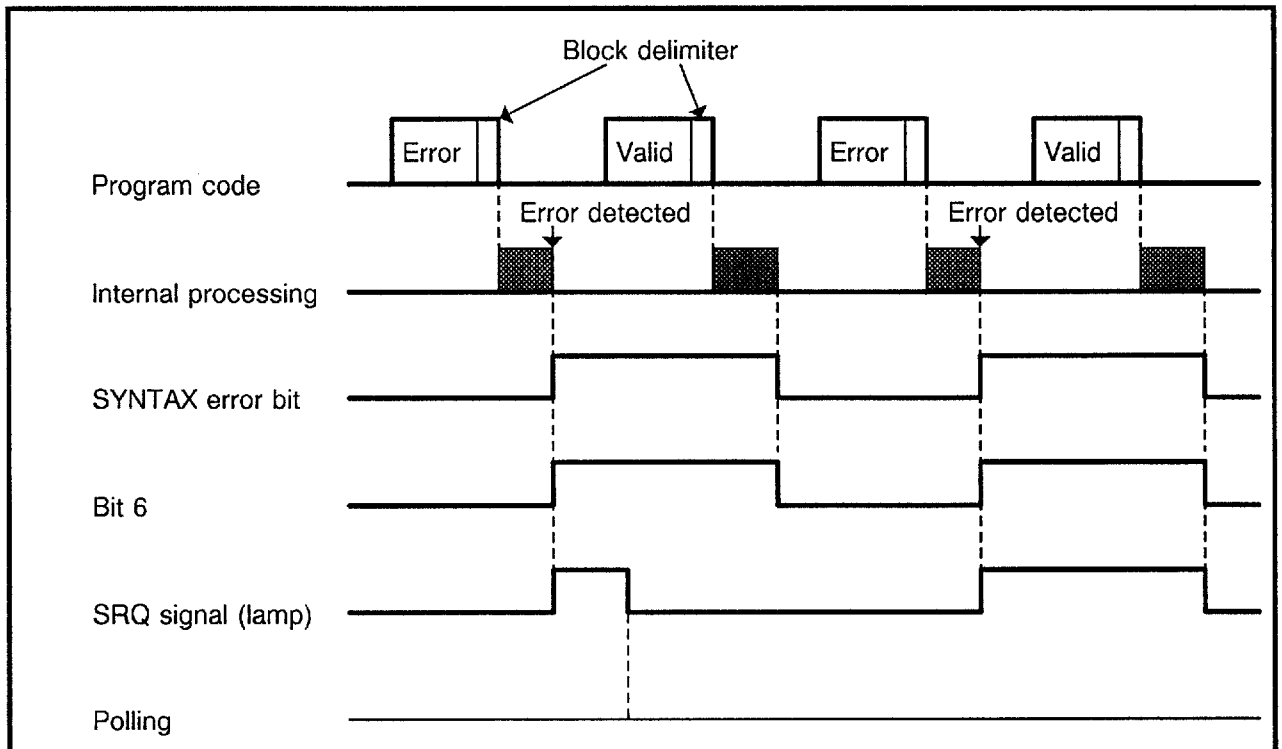 Block delimiter
Error
Valid
Error
Valid
Program code
Error detected
Error detected
Internal processing
SYNTAX error bit
Bit 6
SRQ signal (lamp)
Polling